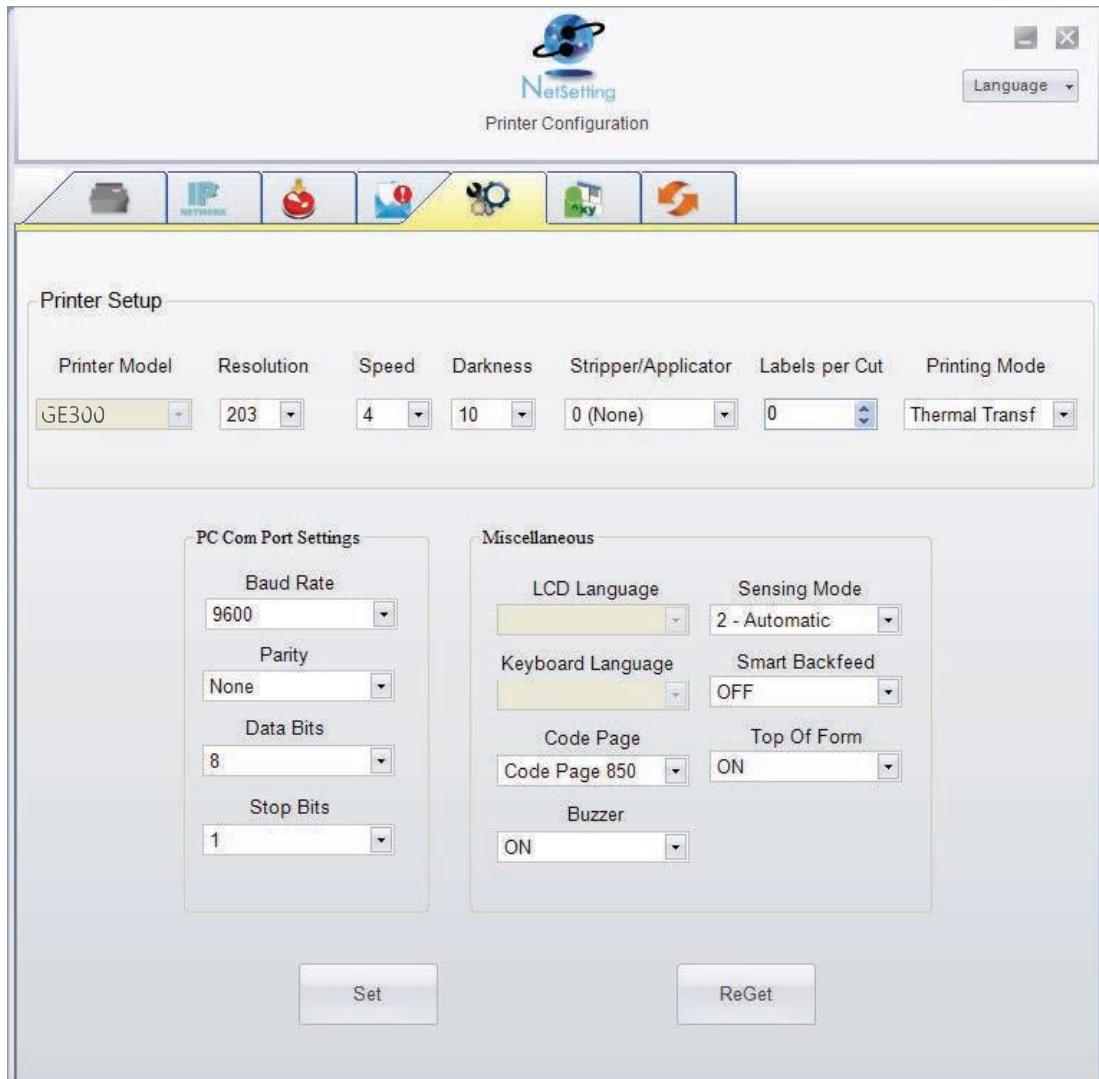 NetSetting
Language
Printer Configuration
IP
NETWORK
Printer Setup
Printer Model Resolution Speed Darkness Stripper/Applicator Labels per Cut Printing Mode
GE300 203 4 10 0 (None) 0 Thermal Transf
PC Com Port Settings
Baud Rate
9600
Parity
None
Data Bits
8
Stop Bits
1
Miscellaneous
LCD Language Sensing Mode
2 - Automatic
Keyboard Language Smart Backfeed
OFF
Code Page Top Of Form
Code Page 850 ON
Buzzer
ON
Set ReGet